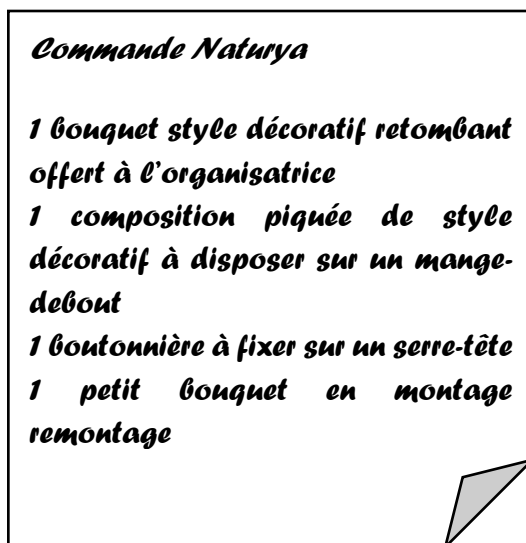 Commande Naturya
1 bouquet style décoratif retombant
offert à l'organisatrice
1 composition piquée de style
décoratif à disposer sur un mange-
debout
1 boutonnière à fixer sur un serre-tête
1 petit bouquet en montage
remontage